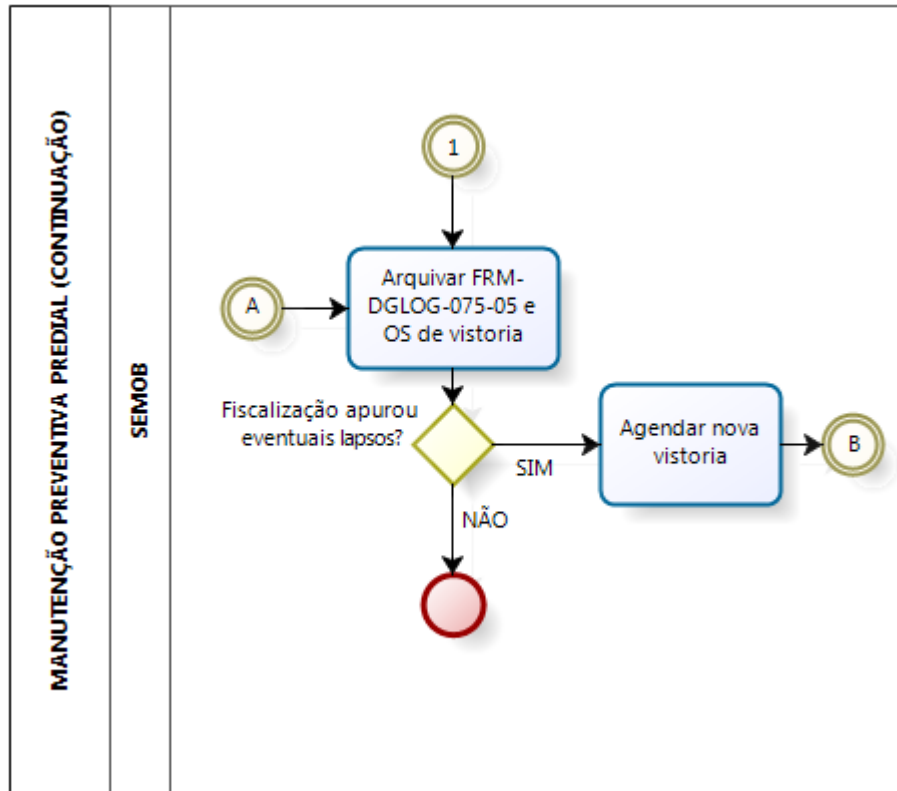 MANUTENÇÃO PREVENTIVA PREDIAL (CONTINUAÇÃO)
SEMOB
1
A
Arquivar FRM-
DGLOG-075-05 e
OS de vistoria
Fiscalização apurou
eventuais lapsos?
SIM
Agendar nova
vistoria
B
NÃO